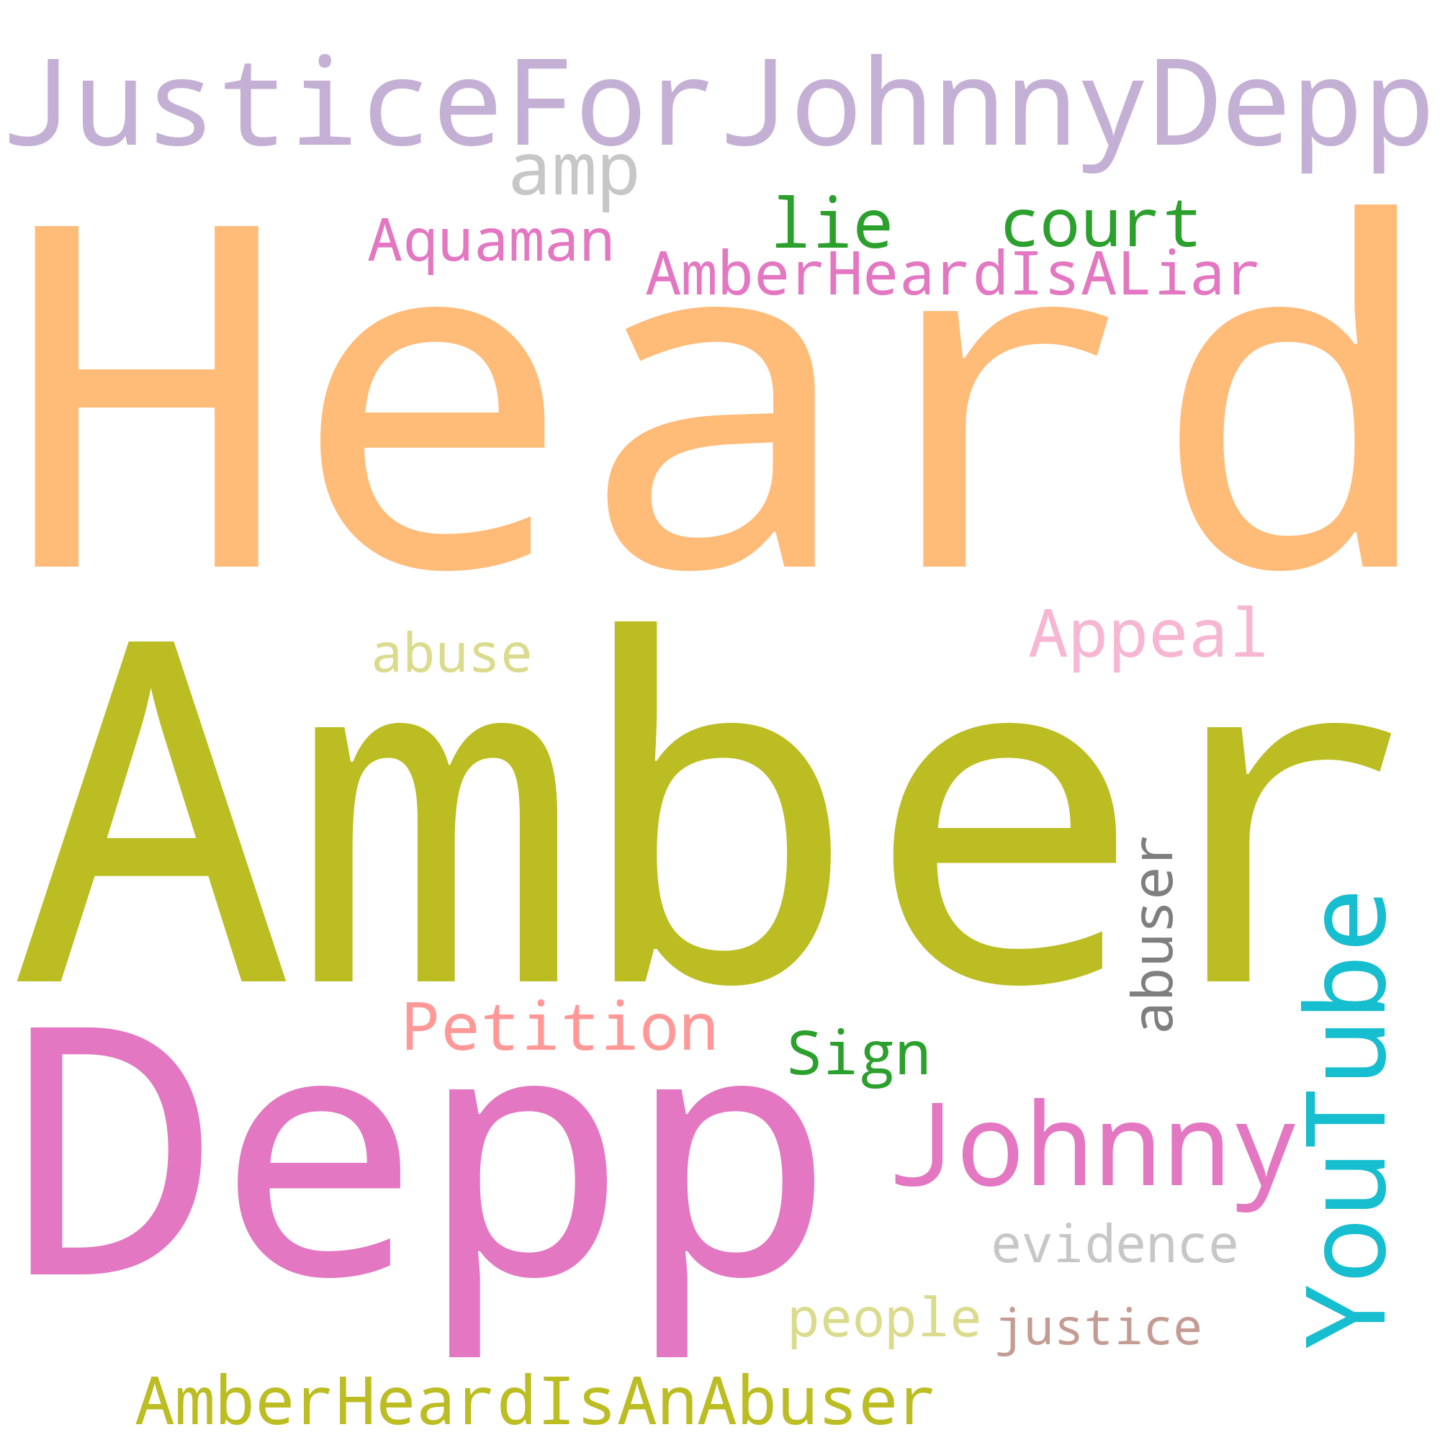 JusticeForJohnnyDepp
amp
lie court
Aquaman
AmberHeardIsALiar
Heard
Appeal
abuse
Amber
abuser
YouTube
Petition
Sign
Depp
Johnny
evidence
people justice
AmberHeardIsAnAbuser